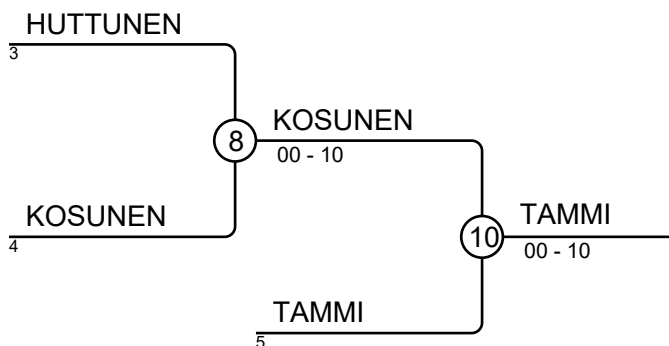 HUTTUNEN
3
8
KOSUNEN
00 - 10
KOSUNEN
4
10
TAMMI
00 - 10
TAMMI
5